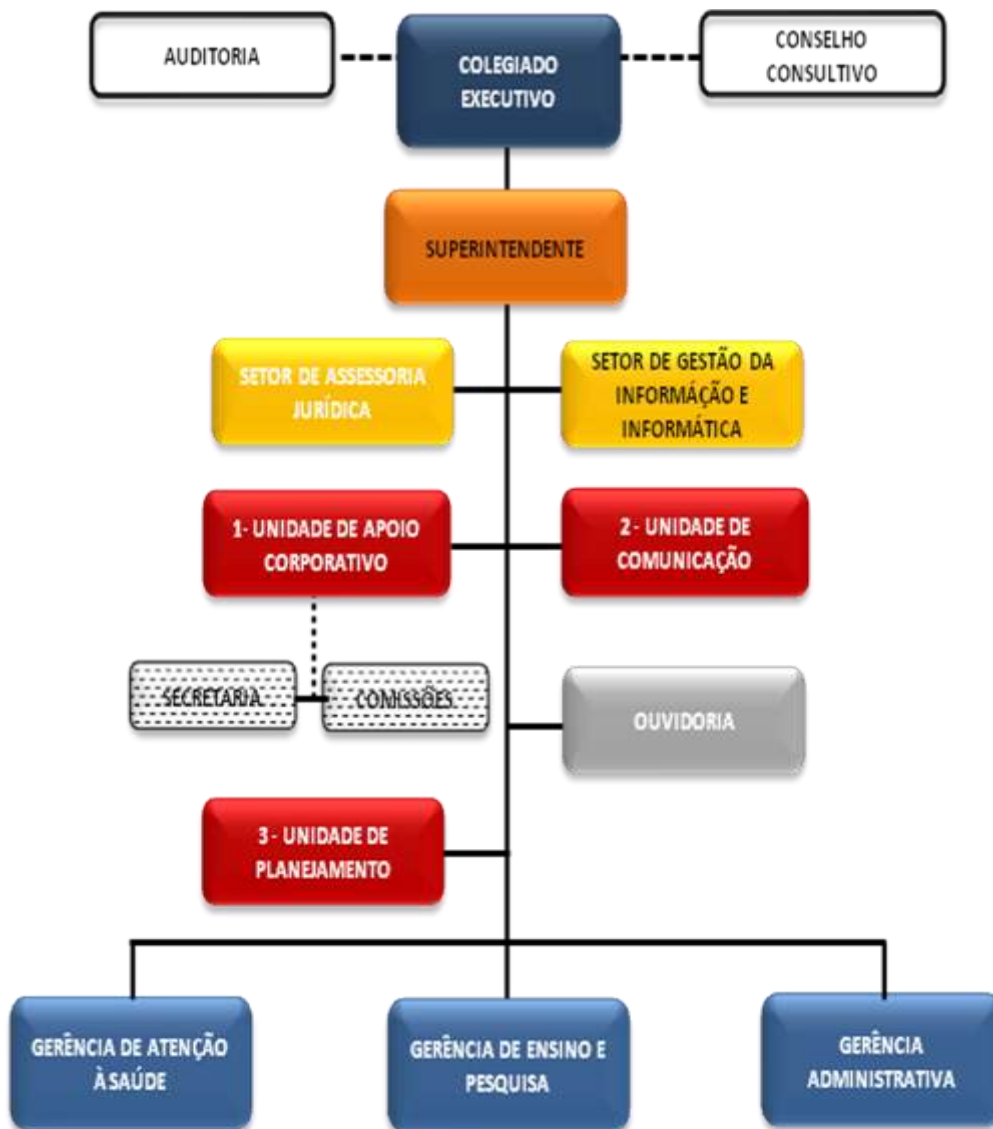 AUDITORIA
COLEGIADO
EXECUTIVO
CONSELHO
CONSULTIVO
SUPERINTENDENTE
SETOR DE ASSESSORIA
JURÍDICA
SETOR DE GESTÃO DA
INFORMÁÇÃO E
INFORMÁTICA
1- UNIDADE DE APOIO
CORPORATIVO
2 - UNIDADE DE
COMUNICAÇÃO
SECRETARIA
COMISSÕES
OUVIDORIA
3 - UNIDADE DE
PLANEJAMENTO
GERÊNCIA DE ATENÇÃO
À SAÚDE
GERÊNCIA DE ENSINO E
PESQUISA
GERÊNCIA
ADMINISTRATIVA